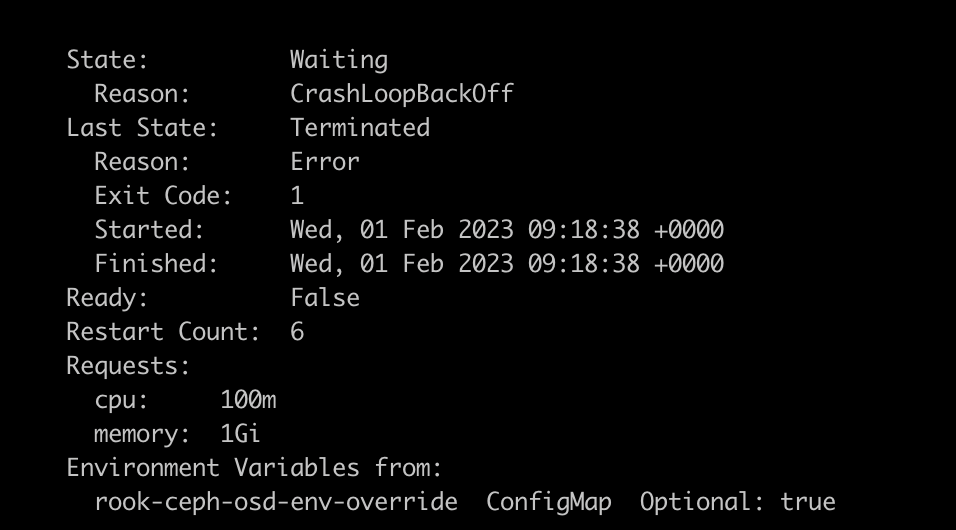 State: Waiting
Reason: CrashLoopBackOff
Last State: Terminated
Reason: Error
Exit Code: 1
Started: Wed, 01 Feb 2023 09:18:38 +0000
Finished: Wed, 01 Feb 2023 09:18:38 +0000
Ready: False
Restart Count: 6
Requests:
cpu: 100m
memory: 1Gi
Environment Variables from:
rook-ceph-osd-env-override ConfigMap Optional: true